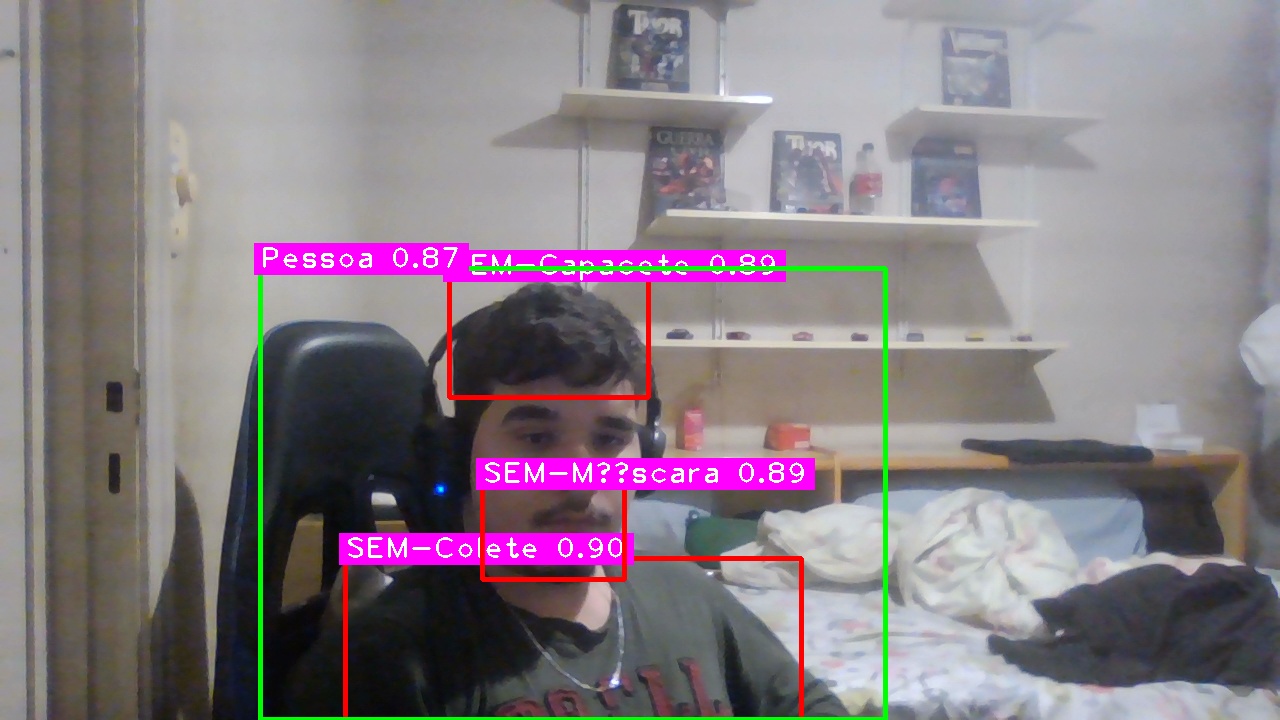 THOR
GUERRA
THOR
Pessoa 0.87
EM-Capacete 0.89
SEM-M??scara 0.89
SEM-Colete 0.90